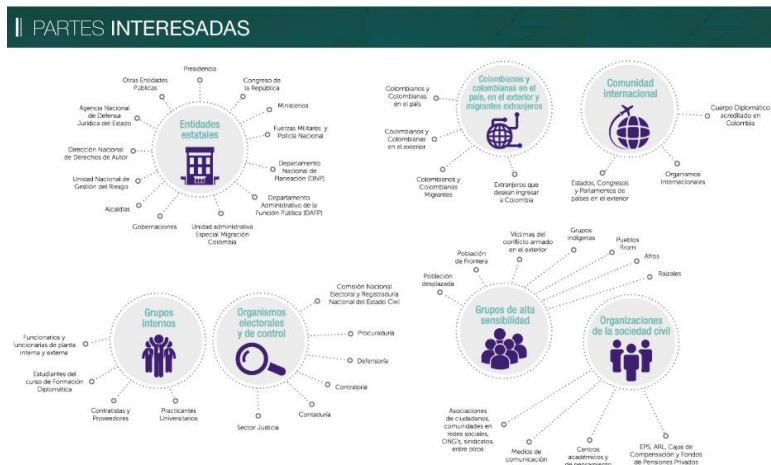 PARTES INTERESADAS
Presidencia
Otras Entidades
Públicas
Congreso de
la República
Agencia Nacional
de Defensa
Jurídica del Estado
Ministerios
Entidades
estatales
Fuerzas Militares y
Policía Nacional
Dirección Nacional
de Derechos de Autor
Departamento
Nacional de
Planeación (DNP)
Unidad Nacional de
Gestión del Riesgo
Departamento
Administrativo de la
Función Pública (DAFP)
Alcaldías
Gobernaciones
Unidad administrativa
Especial Migración
Colombia
Colombianos y
colombianas en el
país, en el exterior y
migrantes extranjeros
Colombianos y
Colombianas
en el país
Colombianos y
Colombianas
en el exterior
Colombianos y
Colombianas
Migrantes
Extranjeros que
desean ingresar
a Colombia
Comunidad
internacional
Cuerpo Diplomático
acreditado en
Colombia
Organismos
Internacionales
Estados, Congresos
y Parlamentos de
países en el exterior
Grupos
internos
Funcionarios y
funcionarias de planta
interna y externa
Estudiantes del
curso de Formación
Diplomática
Contratistas y
Proveedores
Practicantes
Universitarios
Organismos
electorales
y de control
Comisión Nacional
Electoral y Registraduría
Nacional del Estado Civil
Procuraduría
Defensoría
Contraloría
Contaduría
Sector Justicia
Grupos de alta
sensibilidad
Población
desplazada
Población
de Frontera
Víctimas del
conflicto armado
en el exterior
Grupos
Indígenas
Pueblos
Rrom
Afros
Raizales
Organizaciones
de la sociedad civil
Asociaciones
de ciudadanos,
comunidades en
redes sociales,
ONG's, sindicatos,
entre otros
Medios de
comunicación
Centros
académicos y
de pensamiento
EPS, ARL, Cajas de
Compensación y Fondos
de Pensiones Privados